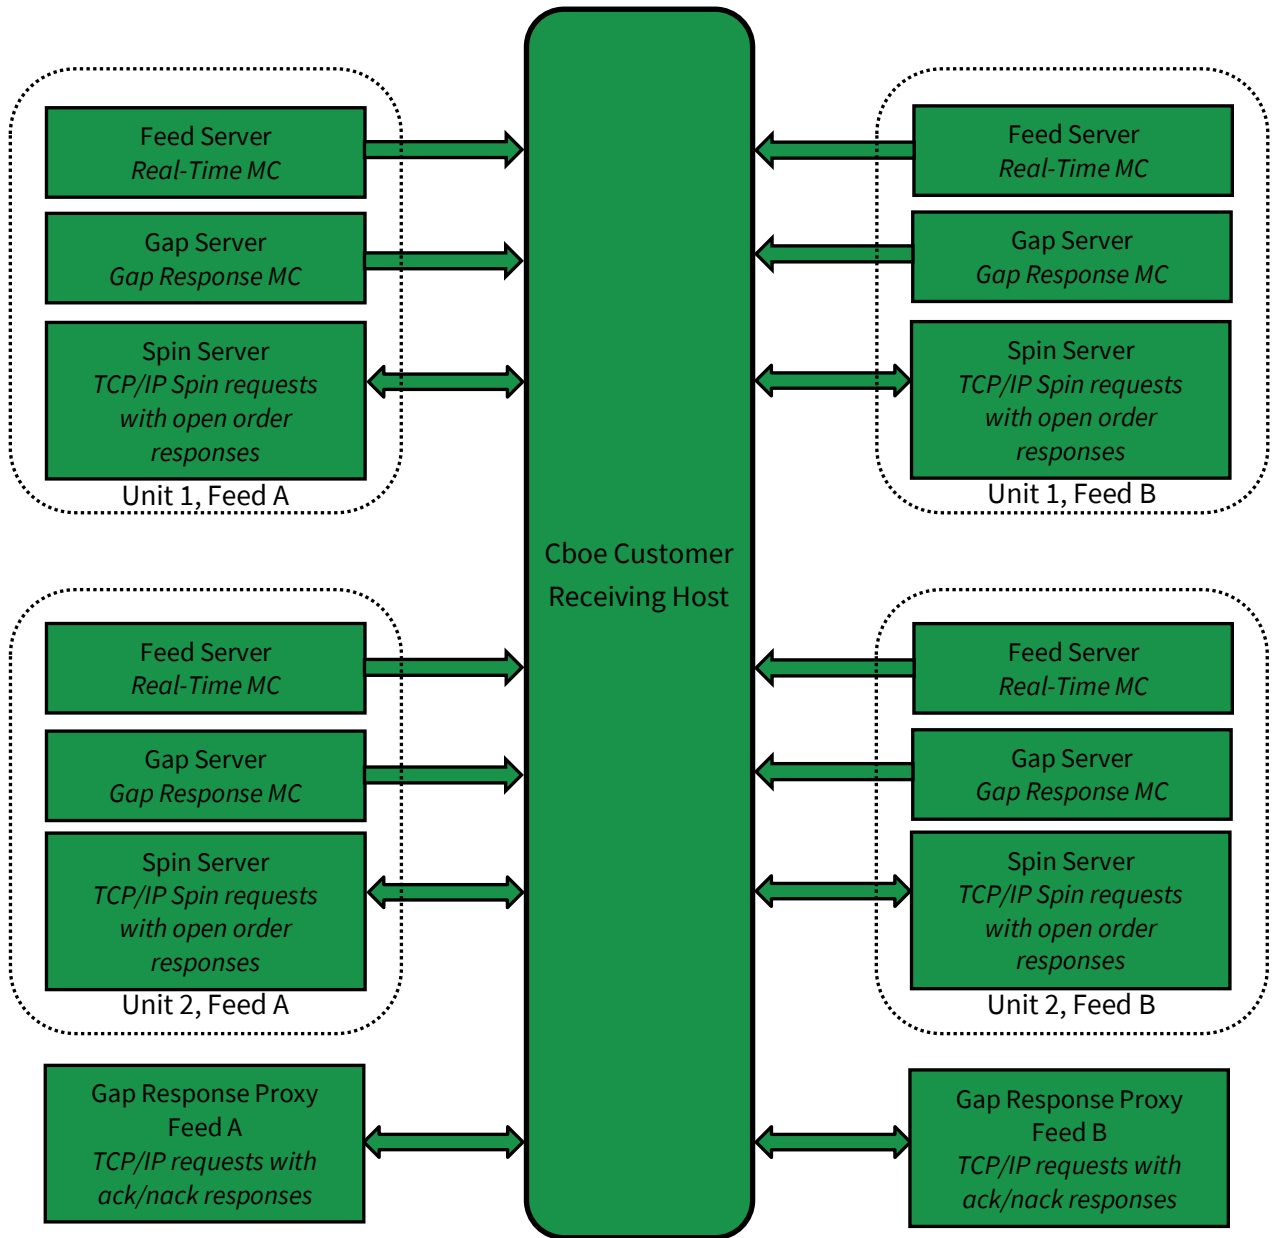 Feed Server
Real-Time MC
Gap Server
Gap Response MC
Spin Server
TCP/IP Spin requests
with open order
responses
Unit 1, Feed A
Feed Server
Real-Time MC
Gap Server
Gap Response MC
Spin Server
TCP/IP Spin requests
with open order
responses
Unit 1, Feed B
Cboe Customer
Receiving Host
Feed Server
Real-Time MC
Gap Server
Gap Response MC
Spin Server
TCP/IP Spin requests
with open order
responses
Unit 2, Feed A
Feed Server
Real-Time MC
Gap Server
Gap Response MC
Spin Server
TCP/IP Spin requests
with open order
responses
Unit 2, Feed B
Gap Response Proxy
Feed A
TCP/IP requests with
ack/nack responses
Gap Response Proxy
Feed B
TCP/IP requests with
ack/nack responses